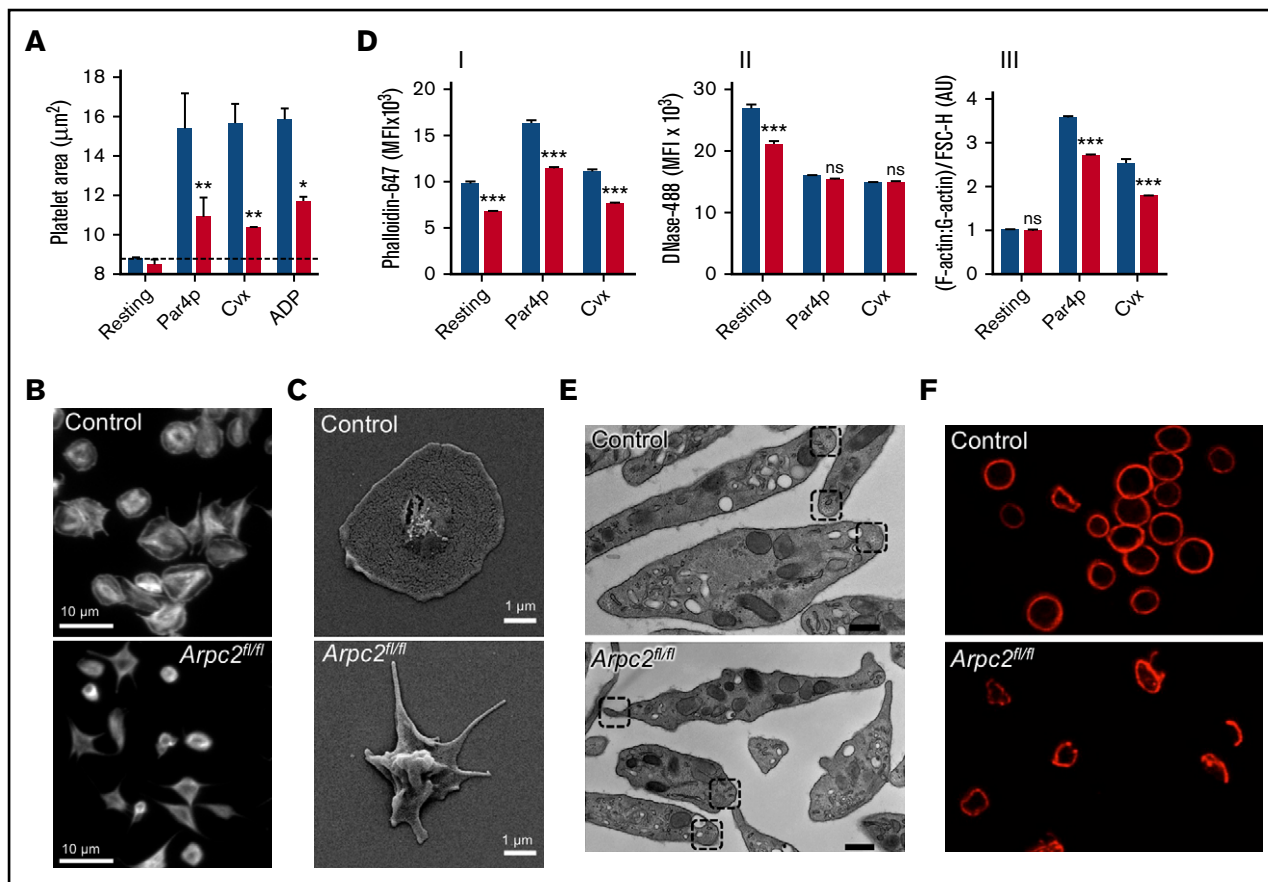 A
Platelet area (µm²)
18
16
14
12
10
8
**
**
*
Resting
Par4p
Cvx
ADP
D
I
Phalloidin-647 (MFIx10³)
20
15
10
5
0
***
***
***
Resting
Par4p
Cvx
II
DNase-488 (MFI x 10³)
30
20
10
0
***
ns
ns
Resting
Par4p
Cvx
III
(F-actin:G-actin)/FSC-H (AU)
4
3
2
1
0
ns
***
***
Resting
Par4p
Cvx
B
Control
10 µm
Arpc2fl/fl
10 µm
C
Control
1 µm
Arpc2fl/fl
1 µm
E
Control
Arpc2fl/fl
F
Control
Arpc2fl/fl